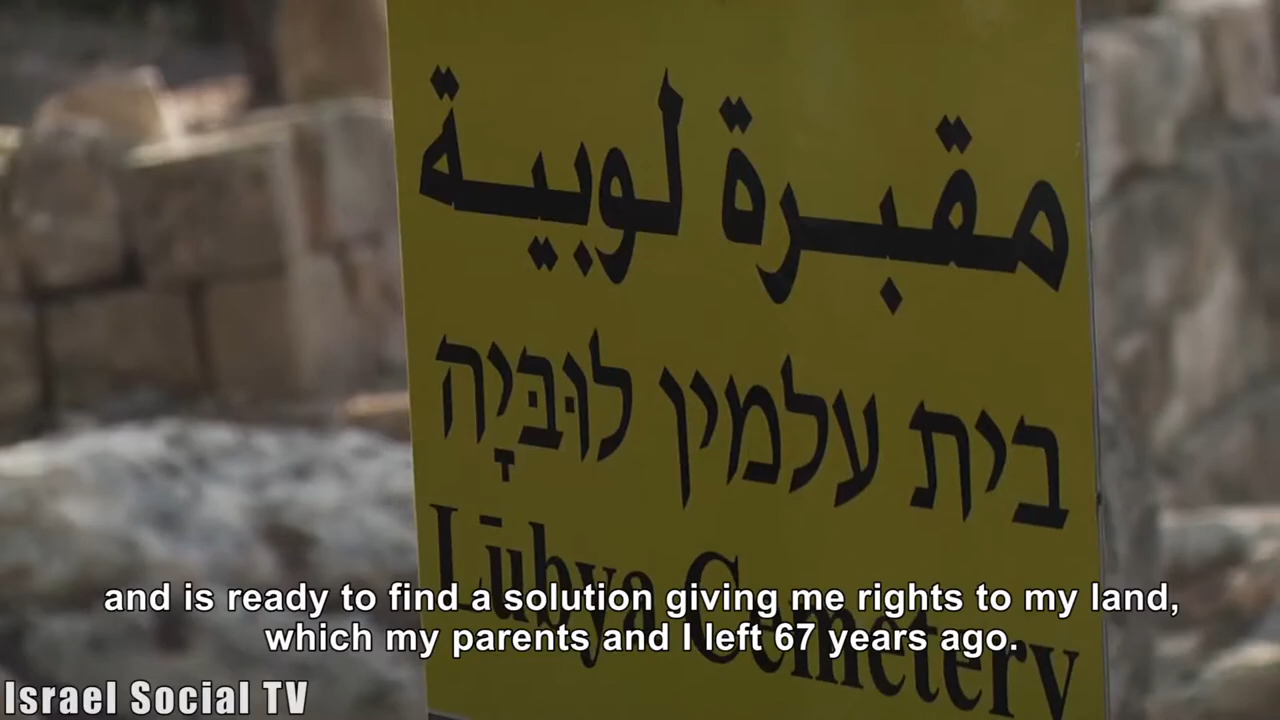 مقبرة لوبية
בית עלמין לוּבְּיָה
Lūbya Cemetery
and is ready to find a solution giving me rights to my land,
which my parents and I left 67 years ago.
Israel Social TV